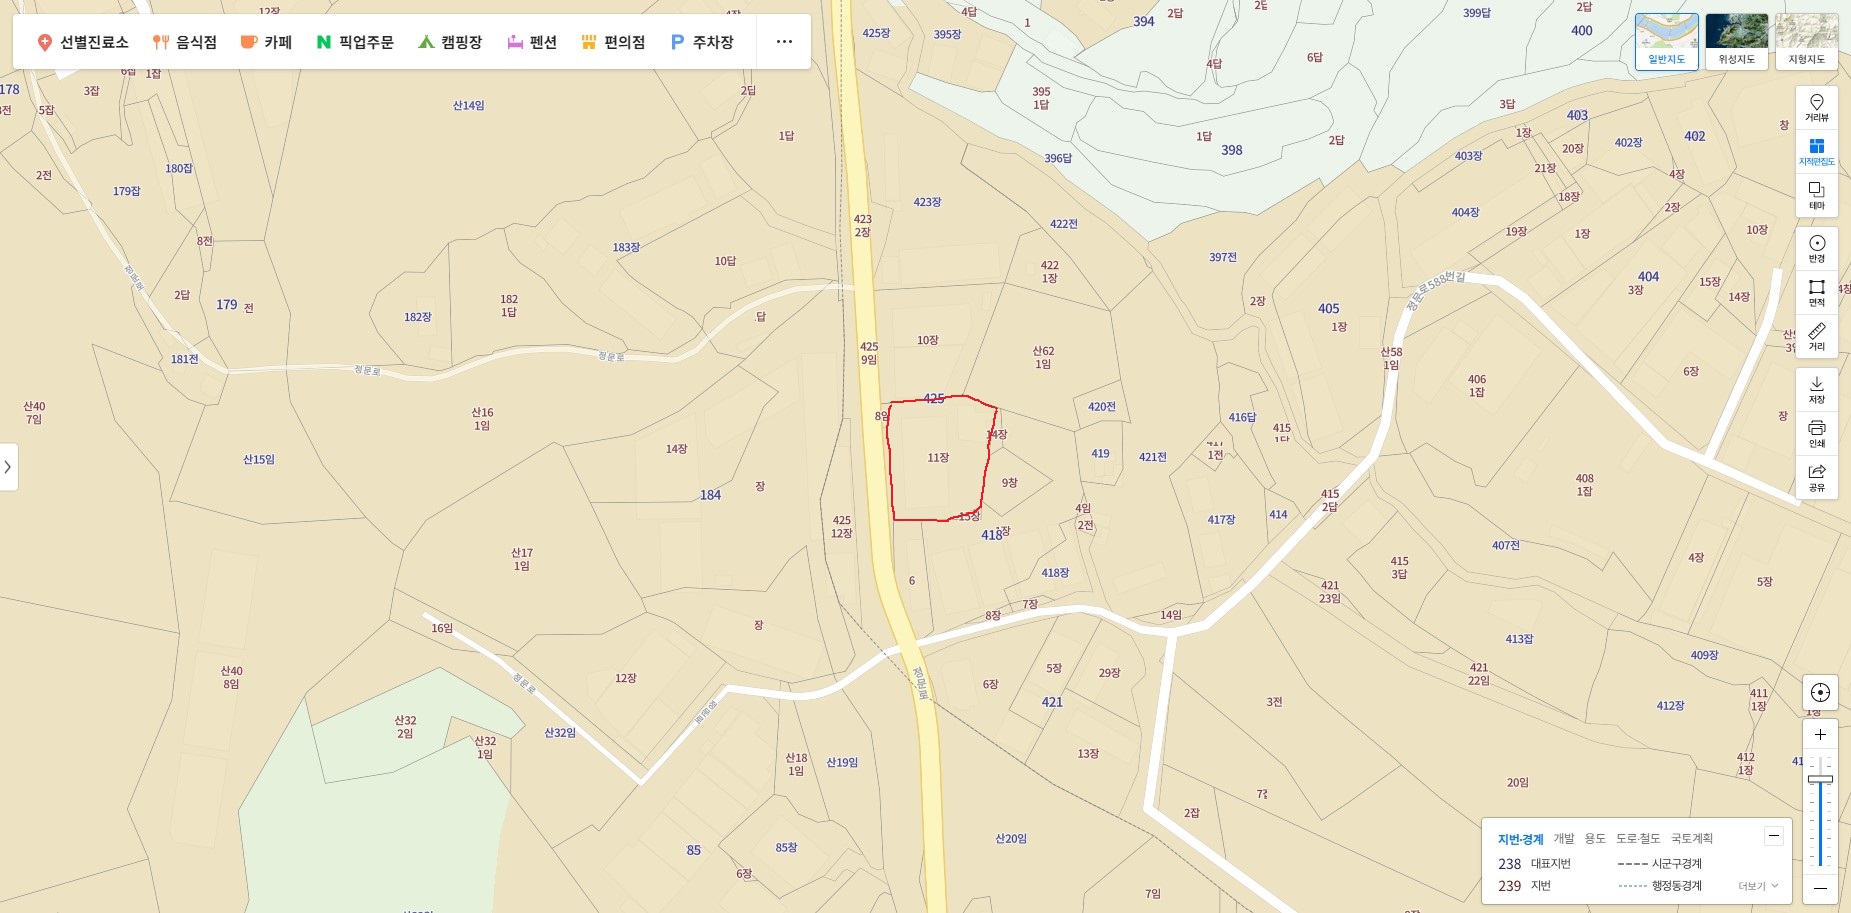 선별진료소
음식점
카페
픽업주문
캠핑장
펜션
편의점
주차장
일반지도
위성지도
지형지도
거리뷰
지적편집도
테마
반경
면적
거리
저장
인쇄
공유
12장
425장
395장
4답
1
394
2답
399답
2답
400
178
3잡
1잡
5잡
산14임
2답
1답
4답
6답
395
1답
3답
403
1답
398
2답
1장
402장
402
20장
403장
21장
4장
396답
2전
180잡
179잡
423장
18장
404장
2장
423
2장
422전
19장
1장
10장
8전
183장
10답
422
1장
397전
404
3장
15장
14장
2답
179
전
182
1답
182장
2장
405
1장
정문로588번길
181전
정문로
정문로
425
9임
10장
산62
1임
산58
1임
406
1잡
6장
산40
7임
산16
1임
425
420전
416답
415
14장
14장
11장
419
421전
1전
산15임
184
장
9창
408
1잡
415
2답
425
12장
4임
2전
417장
414
418
407전
산17
1임
6
418장
415
3답
4장
5장
421
23임
16임
장
8장
7장
14임
413잡
산40
8임
12장
정문로
6장
5장
29장
421
22임
409장
3전
421
412장
411
1장
산32
2임
산32임
산32
1임
산18
1임
산19임
13장
412
1장
20임
2잡
85
85창
산20임
6장
7임
지번·경계
개발
용도
도로·철도
국토계획
238
대표지번
시군구경계
239
지번
행정동경계
더보기